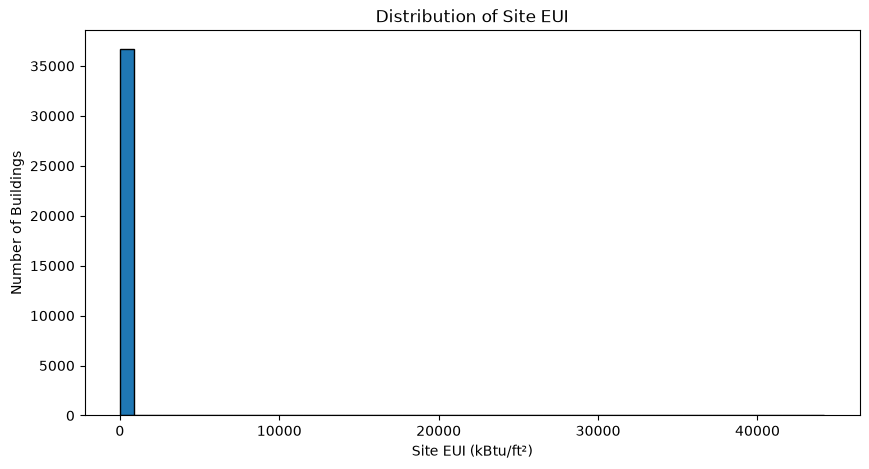 Distribution of Site EUI
Number of Buildings
35000
30000
25000
20000
15000
10000
5000
0
0 10000 20000 30000 40000
Site EUI (kBtu/ft²)